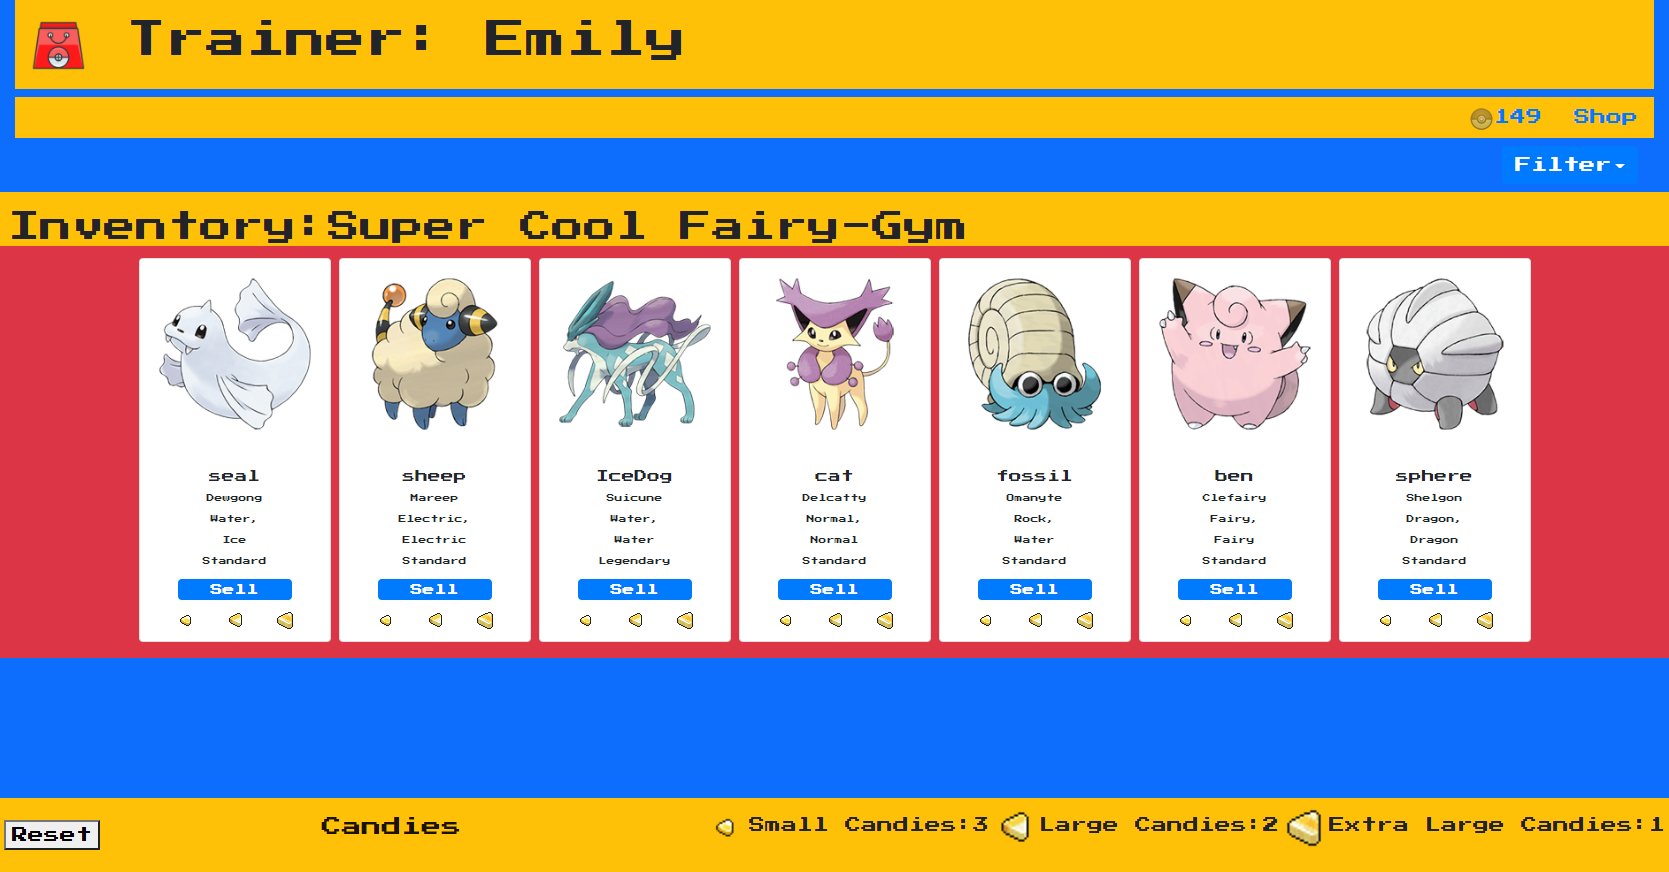 Trainer: Emily
149 Shop
Filter
Inventory:Super Cool Fairy-Gym
seal
Dewgong
Water,
Ice
Standard
Sell
sheep
Mareep
Electric,
Electric
Standard
Sell
IceDog
Suicune
Water,
Water
Legendary
Sell
cat
Delcatty
Normal,
Normal
Standard
Sell
fossil
Omanyte
Rock,
Water
Standard
Sell
ben
Clefairy
Fairy,
Fairy
Standard
Sell
sphere
Shelgon
Dragon,
Dragon
Standard
Sell
Reset
Candies
Small Candies:3
Large Candies:2
Extra Large Candies:1